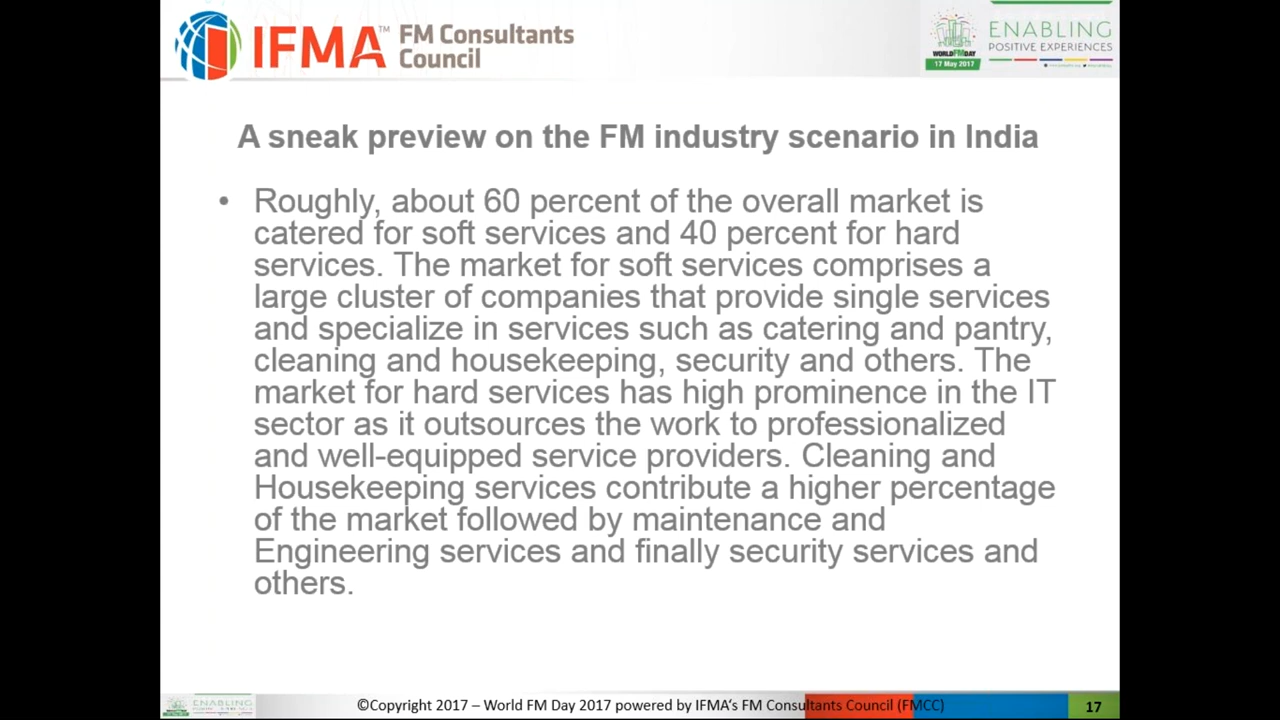 IFMA™ FM Consultants
Council
WORLD FM DAY
17 May 2017
ENABLING
POSITIVE EXPERIENCES
A sneak preview on the FM industry scenario in India
• Roughly, about 60 percent of the overall market is
catered for soft services and 40 percent for hard
services. The market for soft services comprises a
large cluster of companies that provide single services
and specialize in services such as catering and pantry,
cleaning and housekeeping, security and others. The
market for hard services has high prominence in the IT
sector as it outsources the work to professionalized
and well-equipped service providers. Cleaning and
Housekeeping services contribute a higher percentage
of the market followed by maintenance and
Engineering services and finally security services and
others.
ENABLING
©Copyright 2017 – World FM Day 2017 powered by IFMA's FM Consultants Council (FMCC)
17